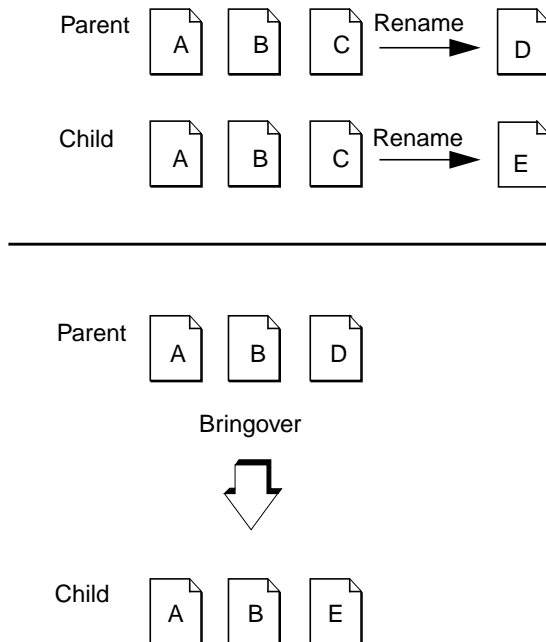 Parent A B C Rename D
Child A B C Rename E
Parent A B D
Bringover
Child A B E